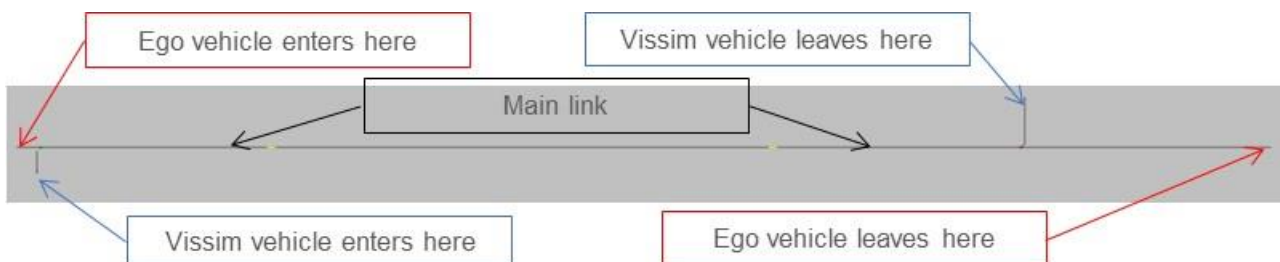 Ego vehicle enters here
Vissim vehicle leaves here
Main link
Vissim vehicle enters here
Ego vehicle leaves here